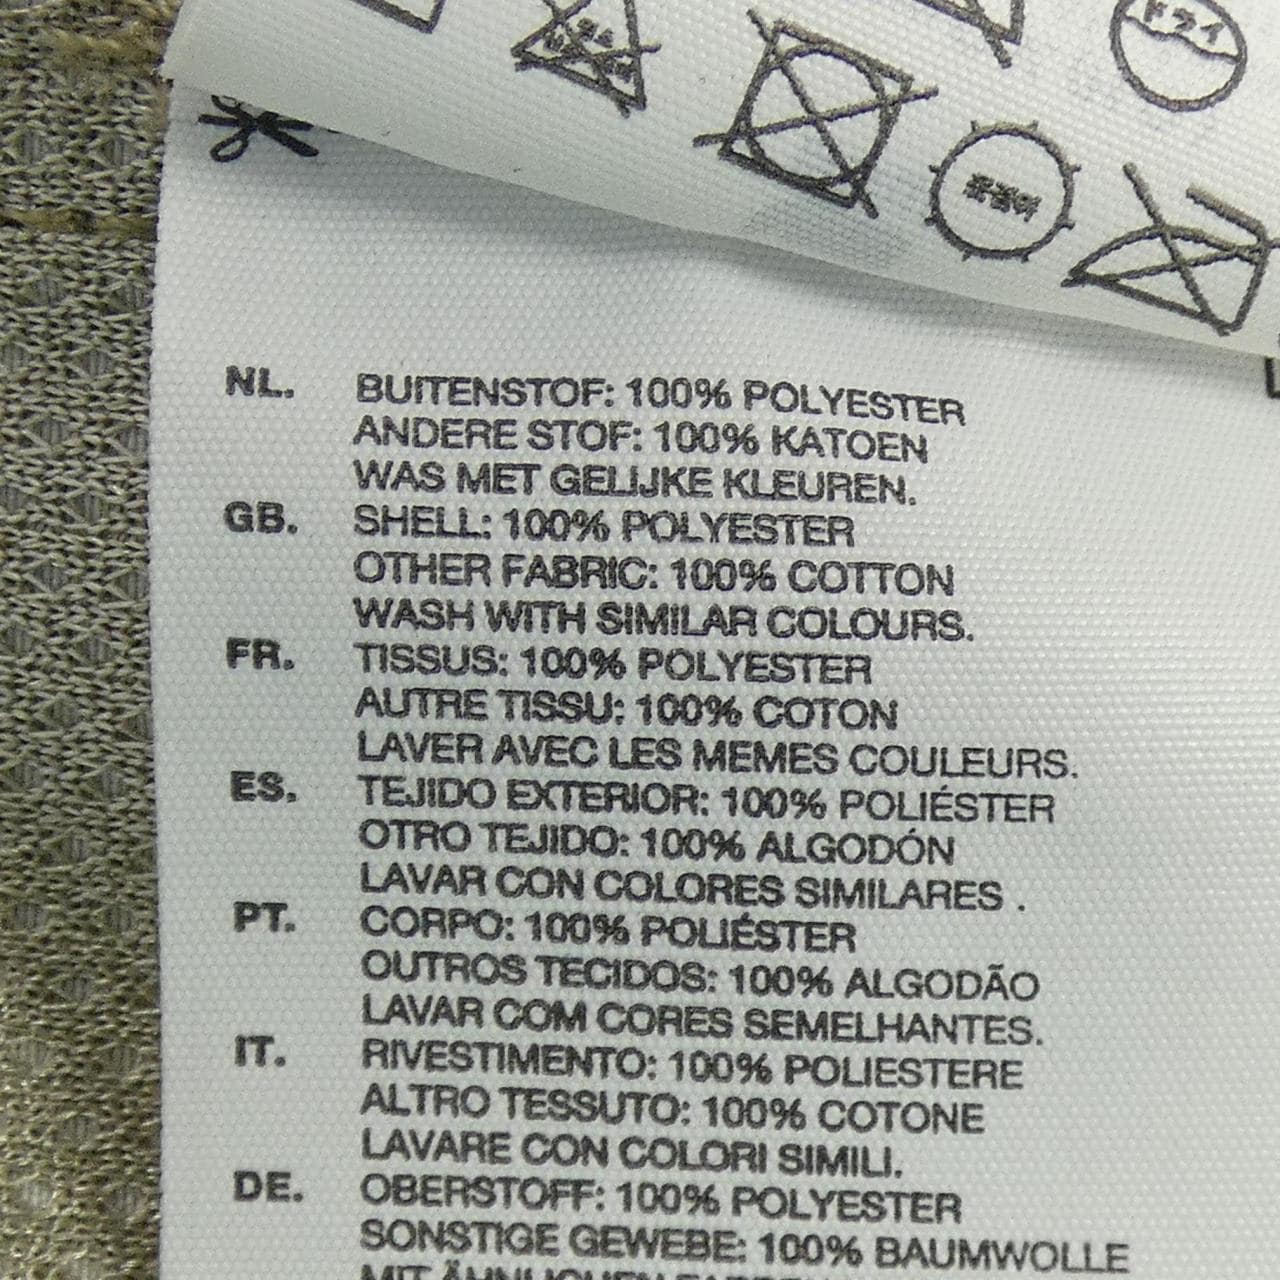 NL. BUITENSTOF: 100% POLYESTER
ANDERE STOF: 100% KATOEN
WAS MET GELIJKE KLEUREN.
GB. SHELL: 100% POLYESTER
OTHER FABRIC: 100% COTTON
WASH WITH SIMILAR COLOURS.
FR. TISSUS: 100% POLYESTER
AUTRE TISSU: 100% COTON
LAVER AVEC LES MEMES COULEURS.
ES. TEJIDO EXTERIOR: 100% POLIÉSTER
OTRO TEJIDO: 100% ALGODÓN
LAVAR CON COLORES SIMILARES .
PT. CORPO: 100% POLIÉSTER
OUTROS TECIDOS: 100% ALGODÃO
LAVAR COM CORES SEMELHANTES.
IT. RIVESTIMENTO: 100% POLIESTERE
ALTRO TESSUTO: 100% COTONE
LAVARE CON COLORI SIMILI.
DE. OBERSTOFF: 100% POLYESTER
SONSTIGE GEWEBE: 100% BAUMWOLLE